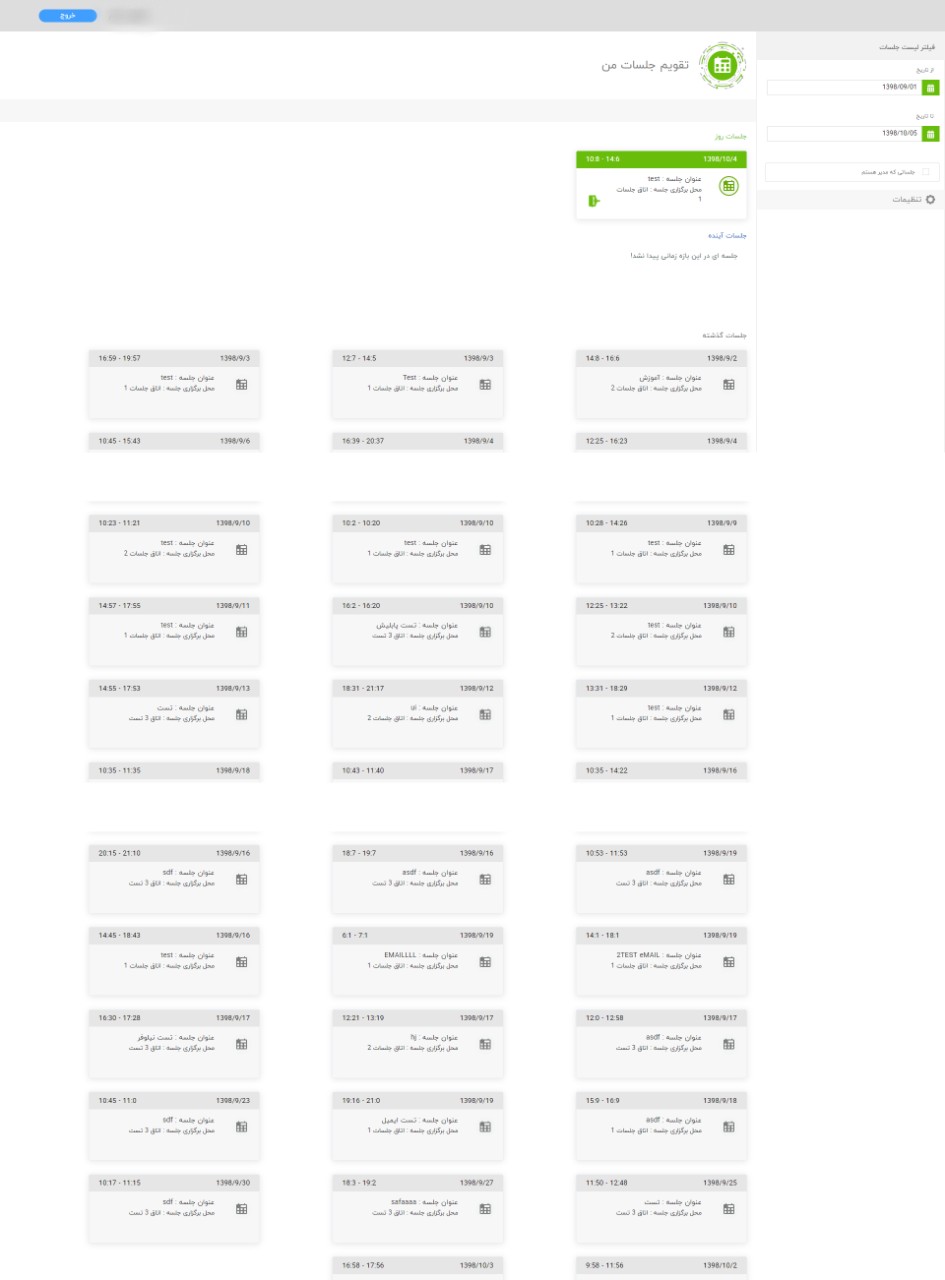 خروج
فیلتر لیست جلسات
از تاریخ
1398/09/01
تا تاریخ
1398/10/05
جلساتی که مدیر هستم
تنظیمات
تقویم جلسات من
جلسات روز
1398/10/4 10:8 - 14:6
عنوان جلسه : test
محل برگزاری جلسه : اتاق جلسات
1
جلسات آینده
جلسه ای در این بازه زمانی پیدا نشد!
جلسات گذشته
1398/9/2 14:8 - 16:6
عنوان جلسه : آموزش
محل برگزاری جلسه : اتاق جلسات 2
1398/9/3 12:7 - 14:5
عنوان جلسه : Test
محل برگزاری جلسه : اتاق جلسات 1
1398/9/3 16:59 - 19:57
عنوان جلسه : test
محل برگزاری جلسه : اتاق جلسات 1
1398/9/4 12:25 - 16:23
1398/9/4 16:39 - 20:37
1398/9/6 10:45 - 15:43
1398/9/9 10:28 - 14:26
عنوان جلسه : test
محل برگزاری جلسه : اتاق جلسات 1
1398/9/10 10:2 - 10:20
عنوان جلسه : test
محل برگزاری جلسه : اتاق جلسات 1
1398/9/10 10:23 - 11:21
عنوان جلسه : test
محل برگزاری جلسه : اتاق جلسات 2
1398/9/10 12:25 - 13:22
عنوان جلسه : test
محل برگزاری جلسه : اتاق جلسات 2
1398/9/10 16:2 - 16:20
عنوان جلسه : تست پابلیش
محل برگزاری جلسه : اتاق 3 تست
1398/9/11 14:57 - 17:55
عنوان جلسه : test
محل برگزاری جلسه : اتاق جلسات 1
1398/9/12 13:31 - 18:29
عنوان جلسه : test
محل برگزاری جلسه : اتاق جلسات 1
1398/9/12 18:31 - 21:17
عنوان جلسه : ui
محل برگزاری جلسه : اتاق جلسات 2
1398/9/13 14:55 - 17:53
عنوان جلسه : تست
محل برگزاری جلسه : اتاق 3 تست
1398/9/16 10:35 - 14:22
1398/9/17 10:43 - 11:40
1398/9/18 10:35 - 11:35
1398/9/19 10:53 - 11:53
عنوان جلسه : asdf
محل برگزاری جلسه : اتاق 3 تست
1398/9/16 18:7 - 19:7
عنوان جلسه : asdf
محل برگزاری جلسه : اتاق 3 تست
1398/9/16 20:15 - 21:10
عنوان جلسه : sdf
محل برگزاری جلسه : اتاق 3 تست
1398/9/19 14:1 - 18:1
عنوان جلسه : 2TEST eMAIL
محل برگزاری جلسه : اتاق جلسات 1
1398/9/19 6:1 - 7:1
عنوان جلسه : EMAILLLL
محل برگزاری جلسه : اتاق جلسات 1
1398/9/16 14:45 - 18:43
عنوان جلسه : test
محل برگزاری جلسه : اتاق جلسات 1
1398/9/17 12:0 - 12:58
عنوان جلسه : asdf
محل برگزاری جلسه : اتاق 3 تست
1398/9/17 12:21 - 13:19
عنوان جلسه :
محل برگزاری جلسه : اتاق جلسات 2
1398/9/17 16:30 - 17:28
عنوان جلسه : تست نیلوفر
محل برگزاری جلسه : اتاق 3 تست
1398/9/18 15:9 - 16:9
عنوان جلسه : asdf
محل برگزاری جلسه : اتاق جلسات 1
1398/9/19 19:16 - 21:0
عنوان جلسه : تست ایمیل
محل برگزاری جلسه : اتاق جلسات 1
1398/9/23 10:45 - 11:0
عنوان جلسه : sdf
محل برگزاری جلسه : اتاق 3 تست
1398/9/25 11:50 - 12:48
عنوان جلسه : تست
محل برگزاری جلسه : اتاق 3 تست
1398/9/27 18:3 - 19:2
عنوان جلسه : safaaaa
محل برگزاری جلسه : اتاق 3 تست
1398/9/30 10:17 - 11:15
عنوان جلسه : sdf
محل برگزاری جلسه : اتاق 3 تست
1398/10/2 9:58 - 11:56
1398/10/3 16:58 - 17:56